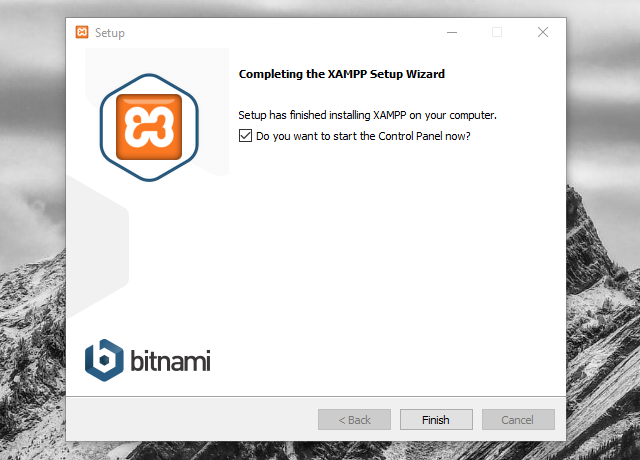 Setup
Completing the XAMPP Setup Wizard
Setup has finished installing XAMPP on your computer.
Do you want to start the Control Panel now?
bitnami
< Back
Finish
Cancel